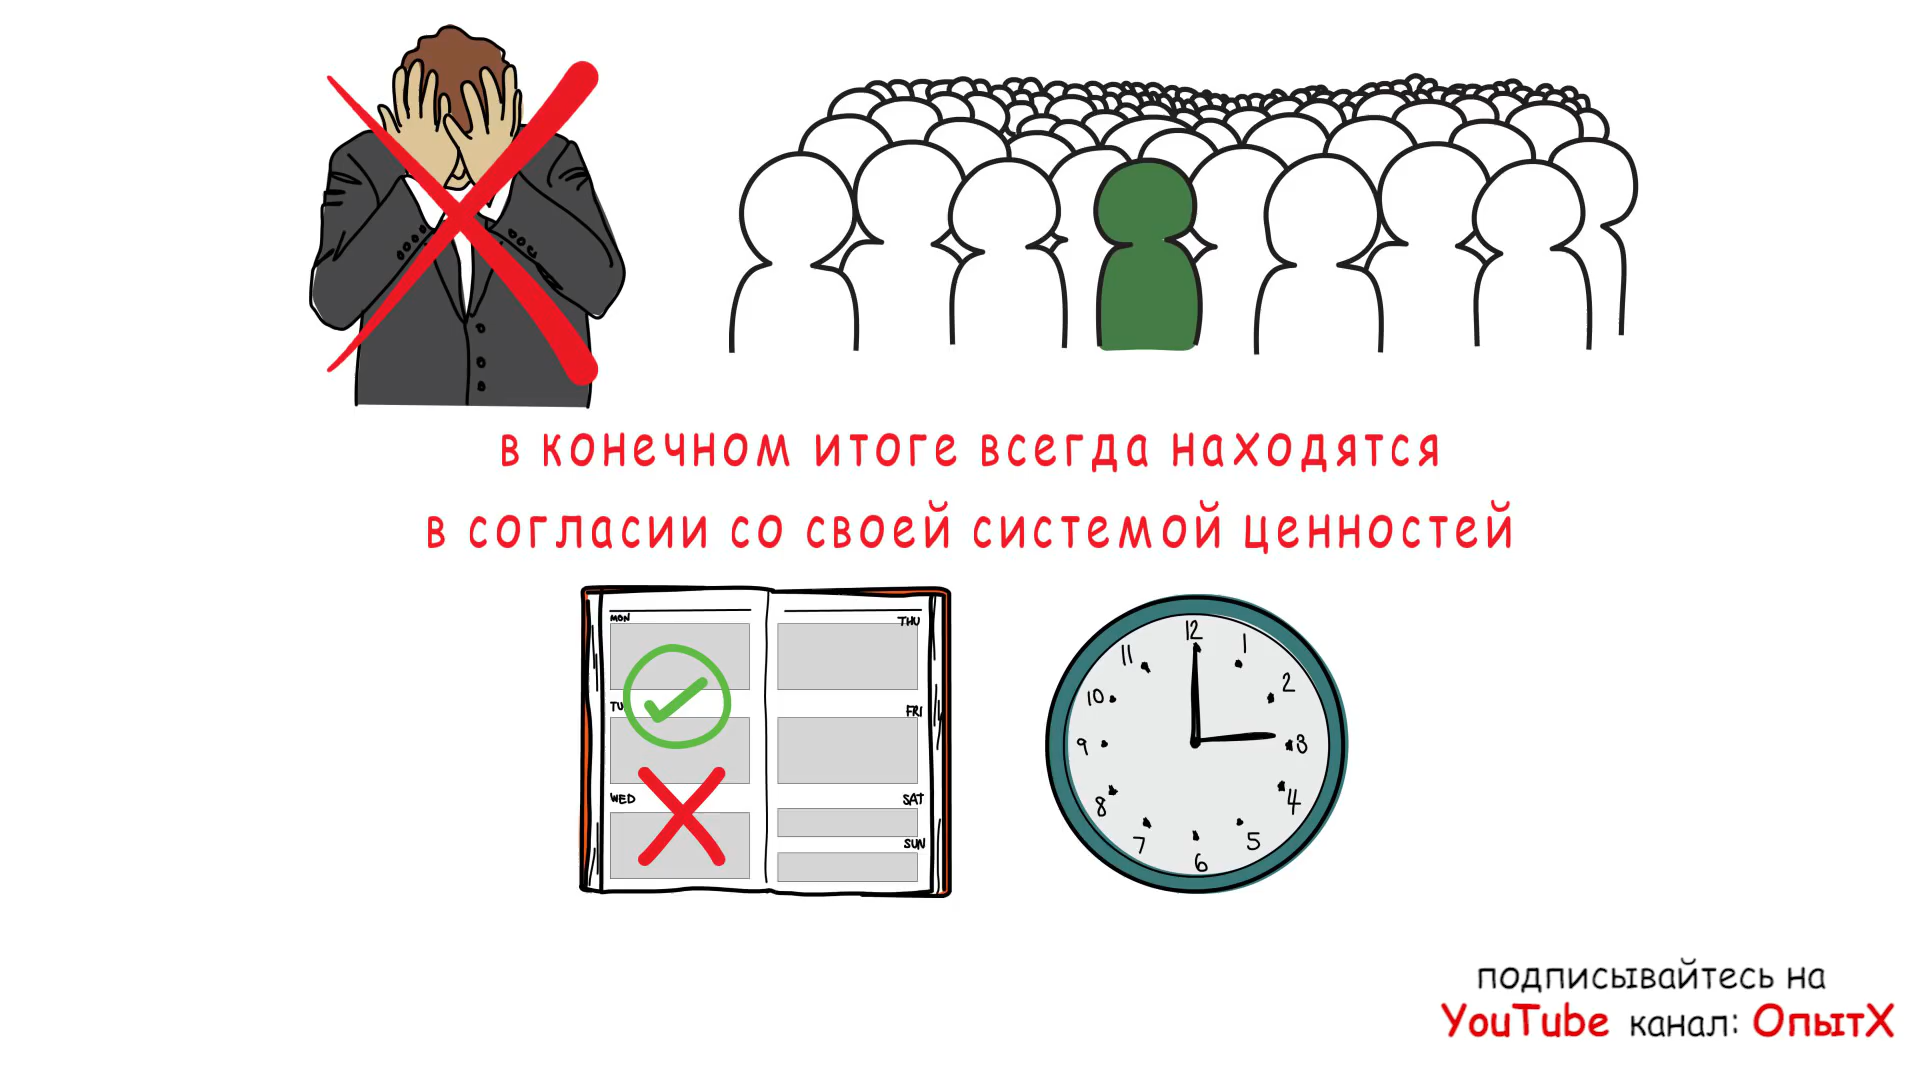 в конечном итоге всегда находятся
в согласии со своей системой ценностей
MON
TU
WED
THU
FRI
SAT
SUN
12
1
2
3
4
5
6
7
8
9
10
11
подписывайтесь на
YouTube канал: ОпытХ